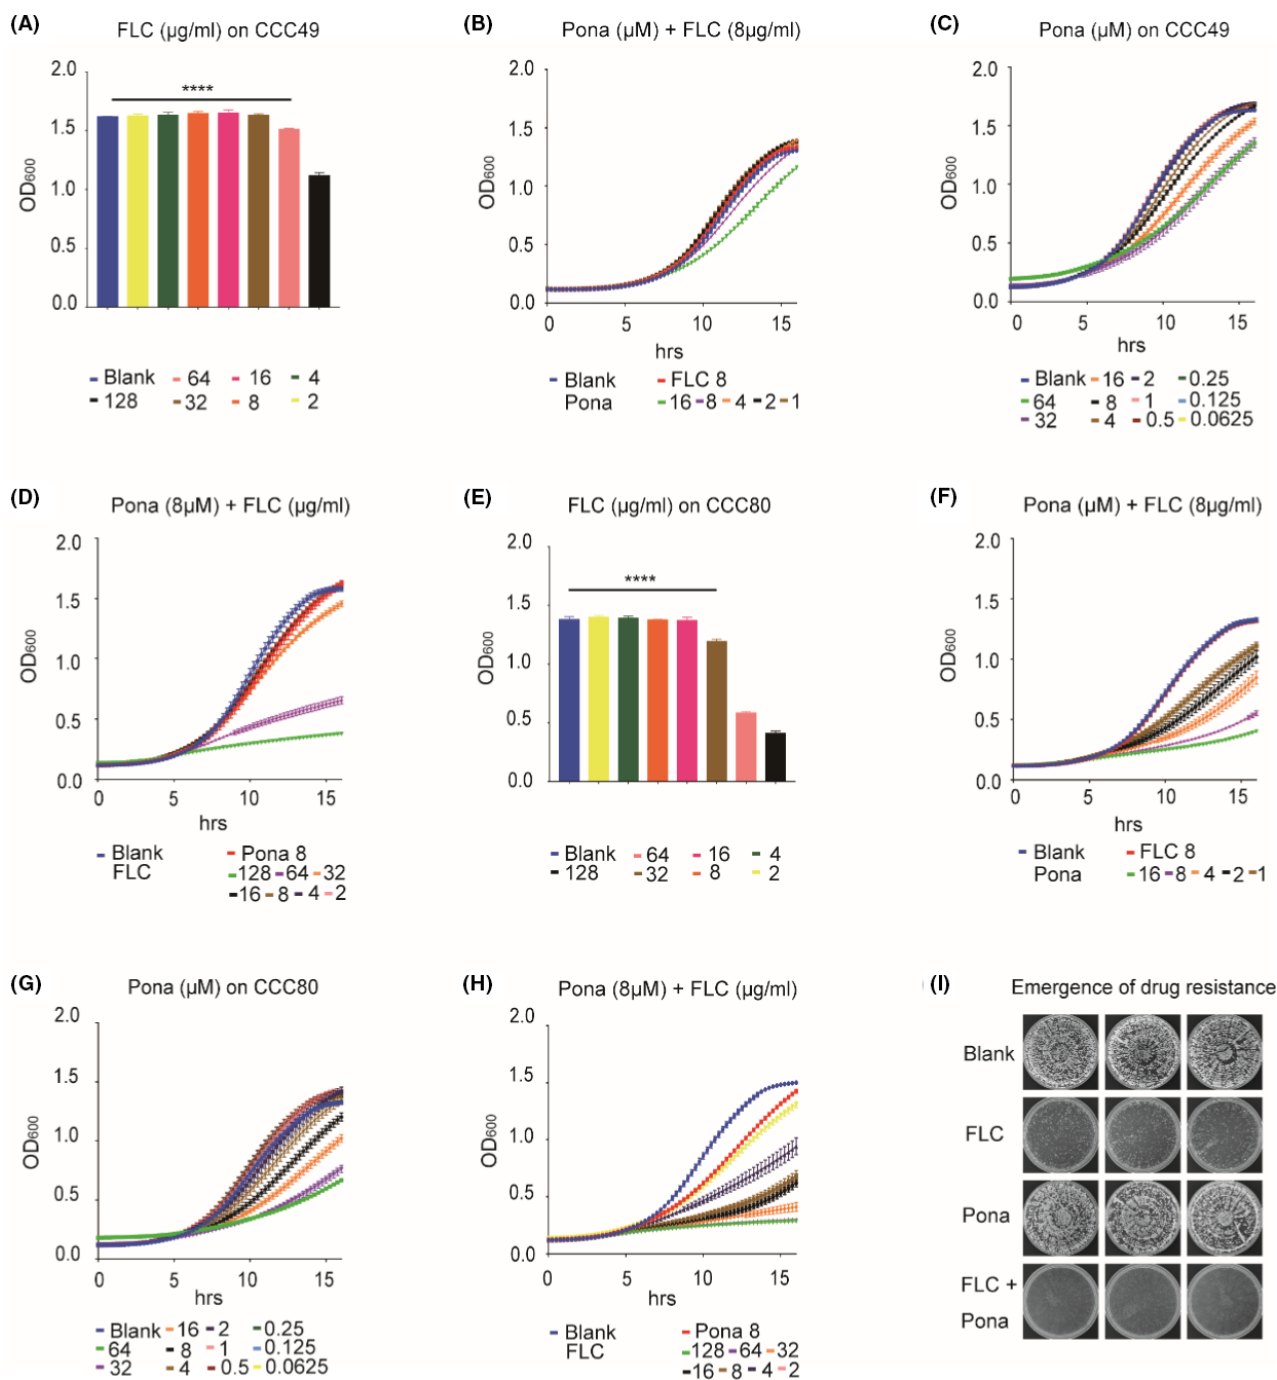 (A)
FLC (µg/ml) on CCC49
2.0
1.5
1.0
0.5
0.0
OD600
****
Blank 64 16 4
128 32 8 2
(B)
Pona (µM) + FLC (8µg/ml)
2.0
1.5
1.0
0.5
0.0
OD600
0 5 10 15
hrs
Blank FLC 8
Pona 16 8 4 2 1
(C)
Pona (µM) on CCC49
2.0
1.5
1.0
0.5
0.0
OD600
0 5 10 15
hrs
Blank 16 2 0.25
64 8 1 0.125
32 4 0.5 0.0625
(D)
Pona (8µM) + FLC (µg/ml)
2.0
1.5
1.0
0.5
0.0
OD600
0 5 10 15
hrs
Blank Pona 8
FLC 128 64 32
16 8 4 2
(E)
FLC (µg/ml) on CCC80
2.0
1.5
1.0
0.5
0.0
OD600
****
Blank 64 16 4
128 32 8 2
(F)
Pona (µM) + FLC (8µg/ml)
2.0
1.5
1.0
0.5
0.0
OD600
0 5 10 15
hrs
Blank FLC 8
Pona 16 8 4 2 1
(G)
Pona (µM) on CCC80
2.0
1.5
1.0
0.5
0.0
OD600
0 5 10 15
hrs
Blank 16 2 0.25
64 8 1 0.125
32 4 0.5 0.0625
(H)
Pona (8µM) + FLC (µg/ml)
2.0
1.5
1.0
0.5
0.0
OD600
0 5 10 15
hrs
Blank Pona 8
FLC 128 64 32
16 8 4 2
(I)
Emergence of drug resistance
Blank
FLC
Pona
FLC +
Pona